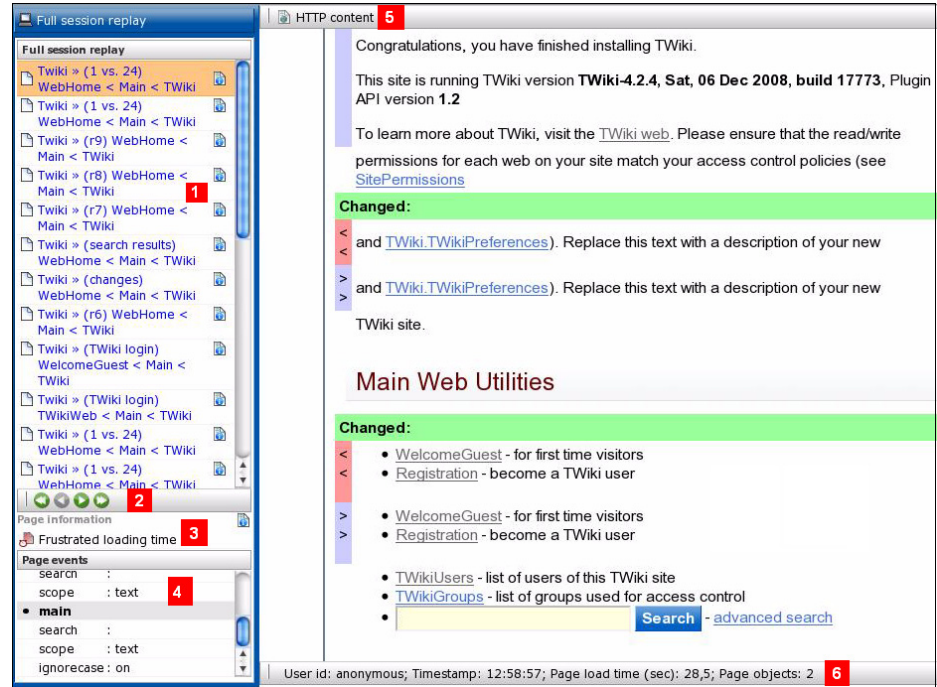 Full session replay
Full session replay
Twiki » (1 vs. 24)
WebHome < Main < TWiki
Twiki » (1 vs. 24)
WebHome < Main < TWiki
Twiki » (r9) WebHome <
Main < TWiki
Twiki » (r8) WebHome <
Main < TWiki
1
Twiki » (r7) WebHome <
Main < TWiki
Twiki » (search results)
WebHome < Main < TWiki
Twiki » (changes)
WebHome < Main < TWiki
Twiki » (r6) WebHome <
Main < TWiki
Twiki » (TWiki login)
WelcomeGuest < Main <
TWiki
Twiki » (TWiki login)
TWikiWeb < Main < TWiki
Twiki » (1 vs. 24)
WebHome < Main < TWiki
Twiki » (1 vs. 24)
WebHome < Main < TWiki
2
Page information
Frustrated loading time 3
Page events
search :
scope : text 4
• main
search :
scope : text
ignorecase : on
HTTP content 5
Congratulations, you have finished installing TWiki.
This site is running TWiki version TWiki-4.2.4, Sat, 06 Dec 2008, build 17773, Plugin
API version 1.2
To learn more about TWiki, visit the TWiki web. Please ensure that the read/write
permissions for each web on your site match your access control policies (see
SitePermissions
Changed:
<
< and TWiki.TWikiPreferences). Replace this text with a description of your new
>
> and TWiki.TWikiPreferences). Replace this text with a description of your new
TWiki site.
Main Web Utilities
Changed:
< • WelcomeGuest - for first time visitors
< • Registration - become a TWiki user
> • WelcomeGuest - for first time visitors
> • Registration - become a TWiki user
• TWikiUsers - list of users of this TWiki site
• TWikiGroups - list of groups used for access control
• Search - advanced search
User id: anonymous; Timestamp: 12:58:57; Page load time (sec): 28,5; Page objects: 2 6